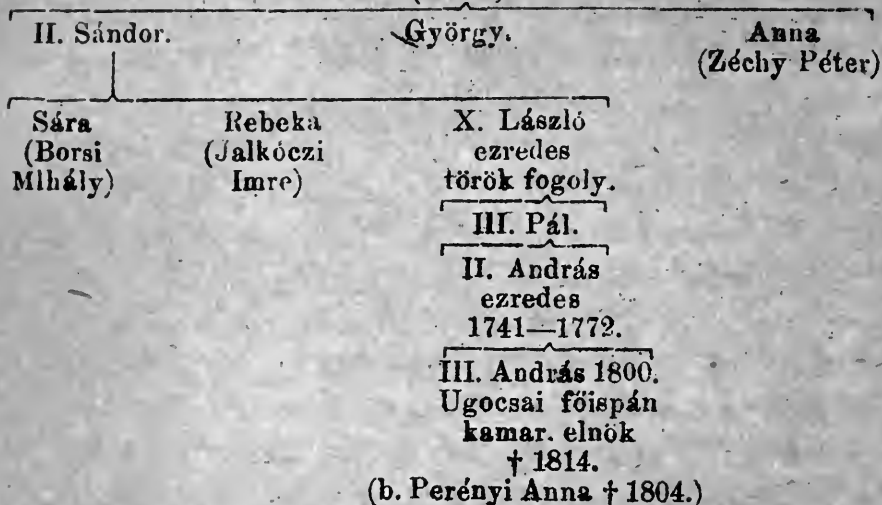 II. Sándor. György. Anna
(Zéchy Péter)
Sára Rebeka X. László
(Borsi (Jalkóczi ezredes
Mihály) Imre) török fogoly.
III. Pál.
II. András
ezredes
1741—1772.
III. András 1800.
Ugocsai főispán
kamar. elnök
† 1814.
(b. Perényi Anna † 1804.)